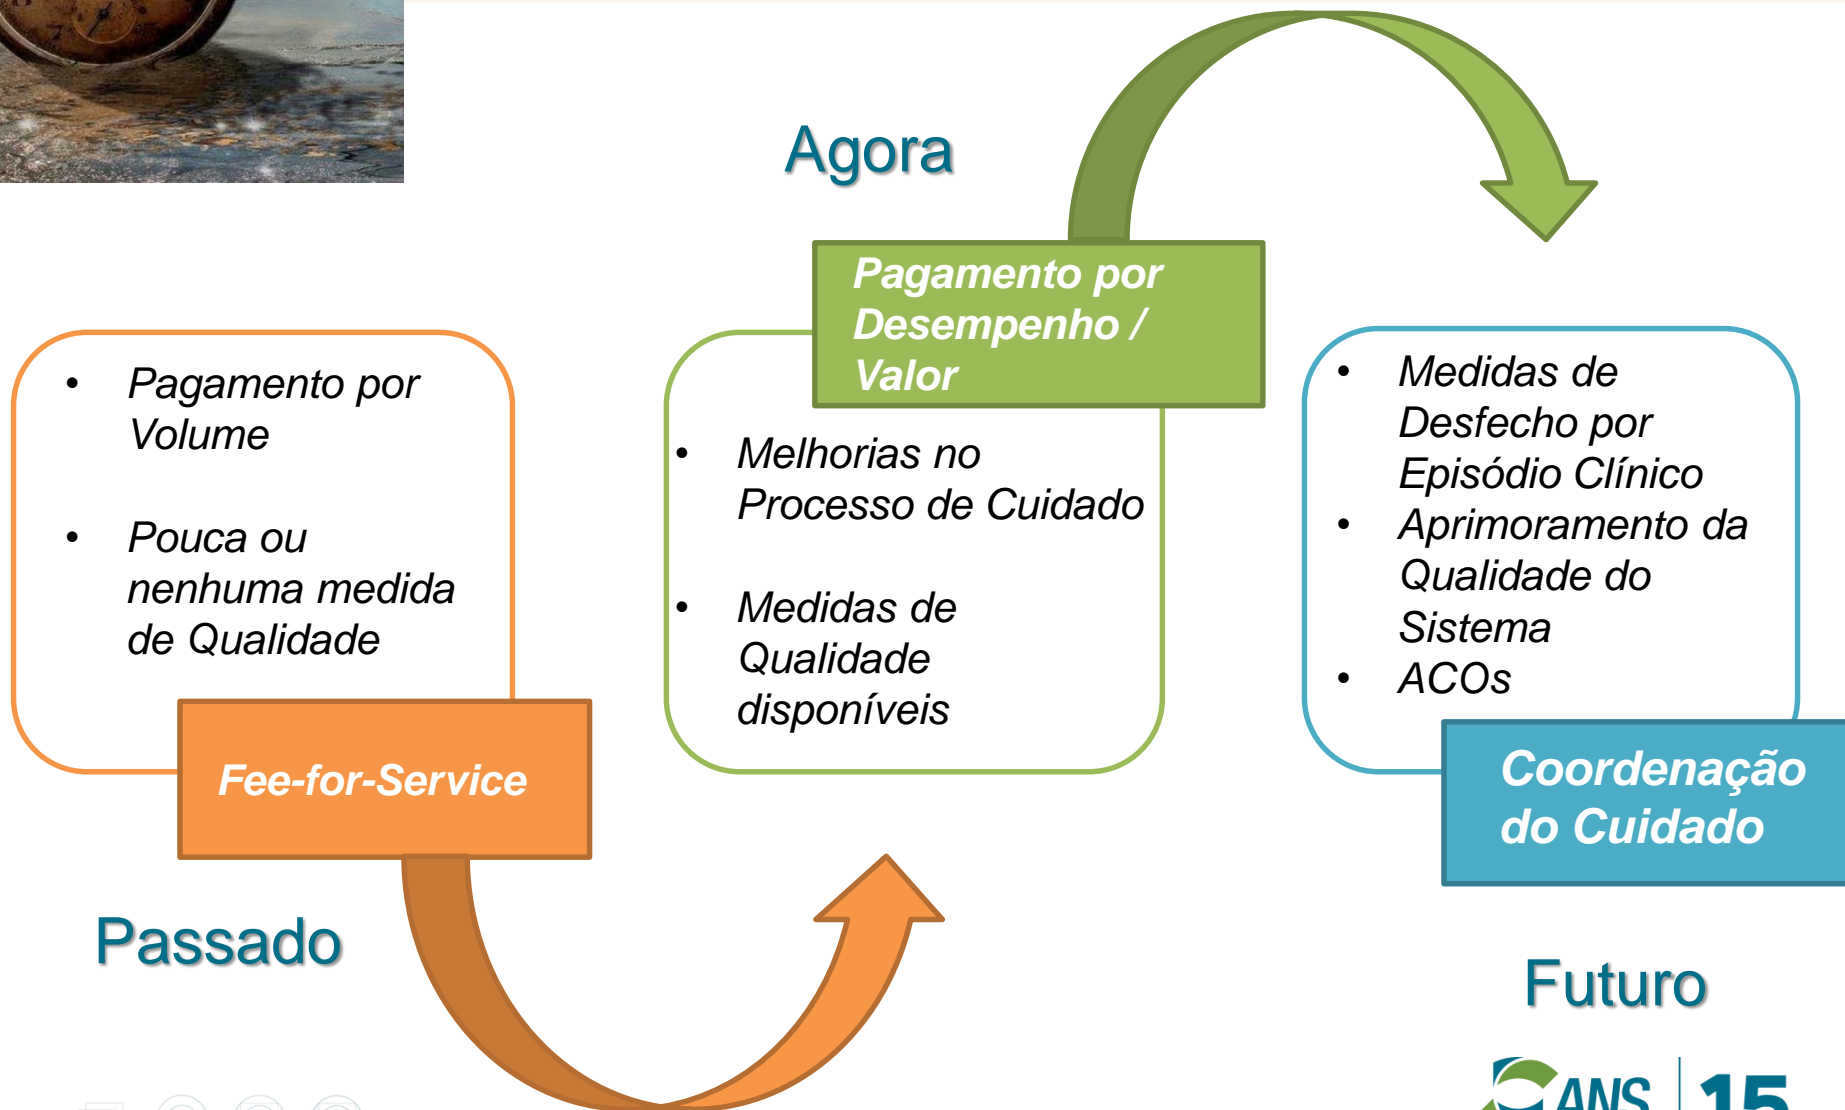 Agora
Pagamento por
Desempenho /
Valor
• Pagamento por
Volume
• Pouca ou
nenhuma medida
de Qualidade
Fee-for-Service
Passado
• Melhorias no
Processo de Cuidado
• Medidas de
Qualidade
disponíveis
• Medidas de
Desfecho por
Episódio Clínico
• Aprimoramento da
Qualidade do
Sistema
• ACOs
Coordenação
do Cuidado
Futuro
ANS 15